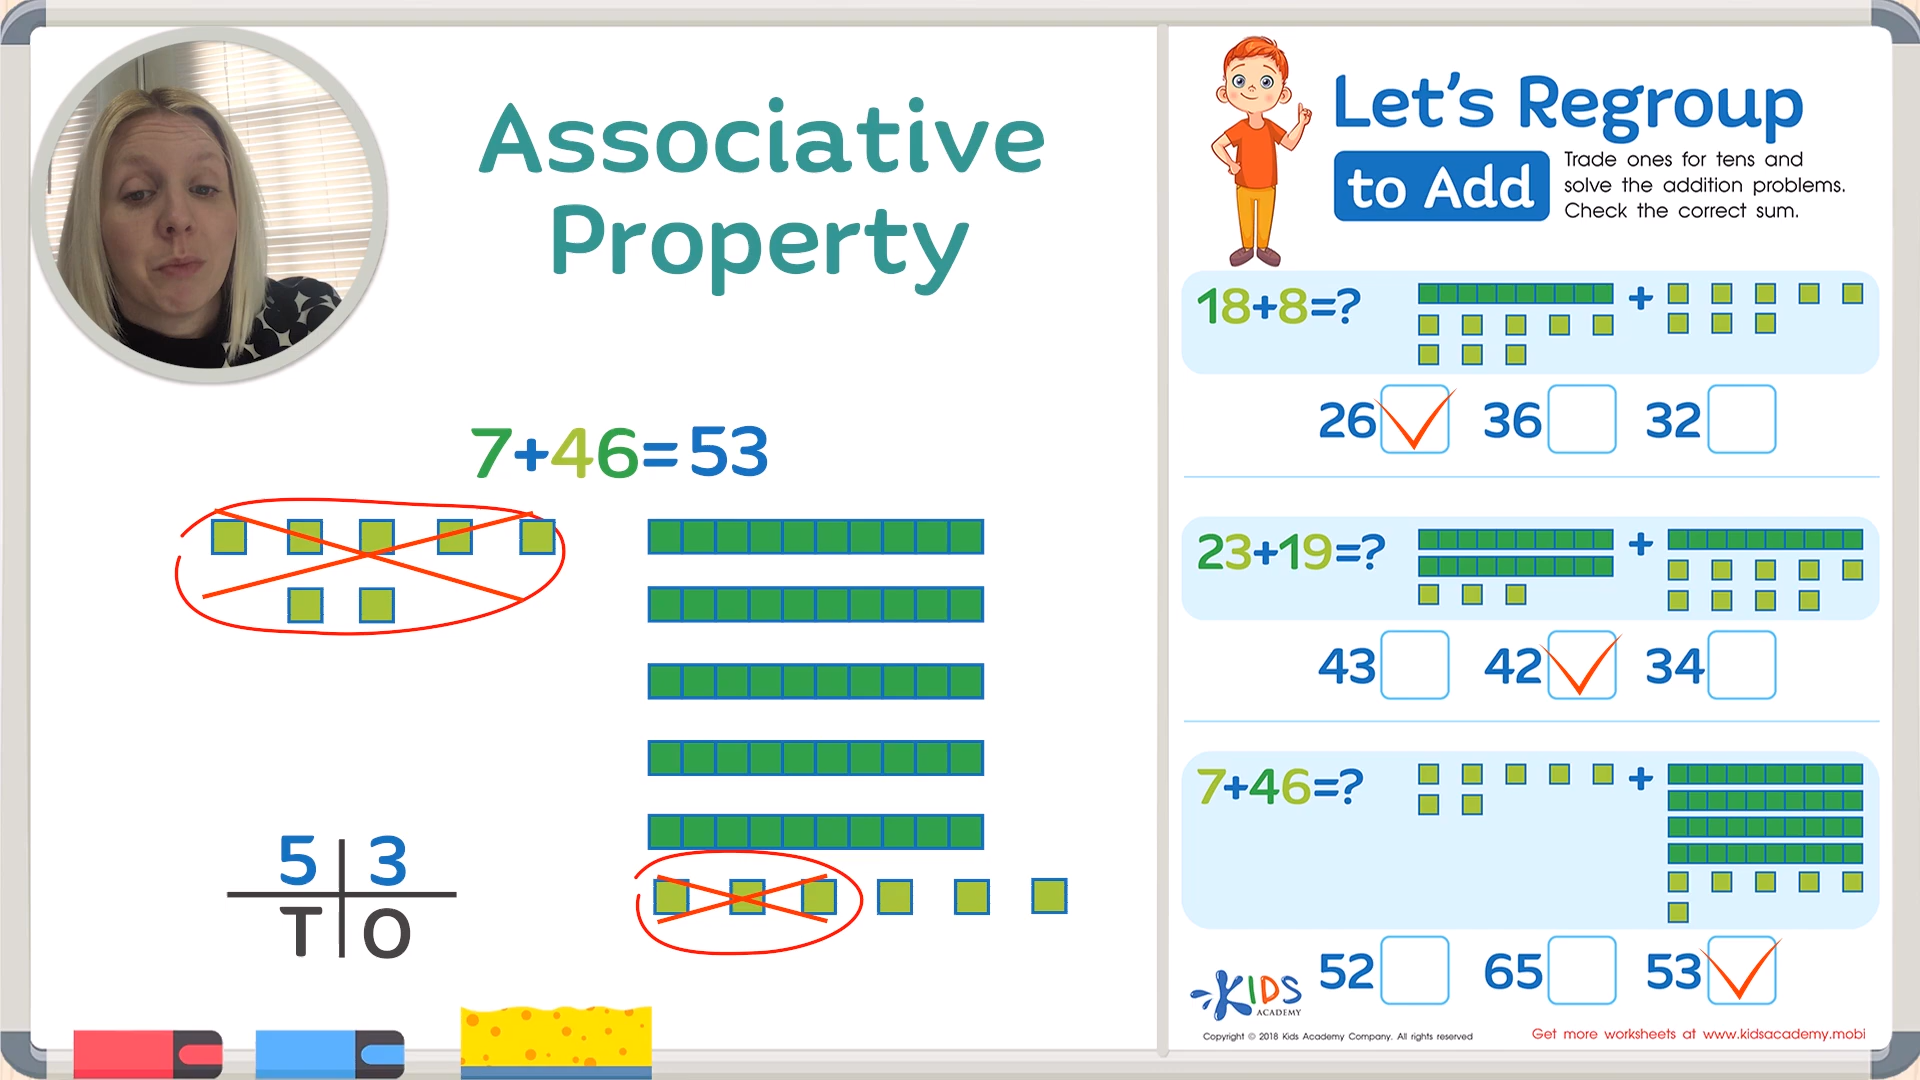 Associative
Property
7+46=53
5 3
T O
Let's Regroup
to Add
Trade ones for tens and
solve the addition problems.
Check the correct sum.
18+8=?
+
26 36 32
23+19=?
+
43 42 34
7+46=?
+
52 65 53
KIDS
ACADEMY
Copyright © 2018 Kids Academy Company. All rights reserved
Get more worksheets at www.kidsacademy.mobi